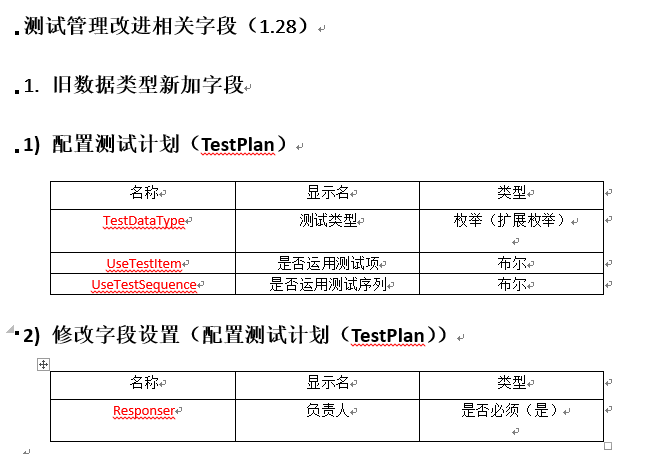 测试管理改进相关字段（1.28）
1. 旧数据类型新加字段
1) 配置测试计划（TestPlan）
名称 显示名 类型
TestDataType 测试类型 枚举（扩展枚举）
UseTestItem 是否运用测试项 布尔
UseTestSequence 是否运用测试序列 布尔
2) 修改字段设置（配置测试计划（TestPlan））
名称 显示名 类型
Responser 负责人 是否必须（是）